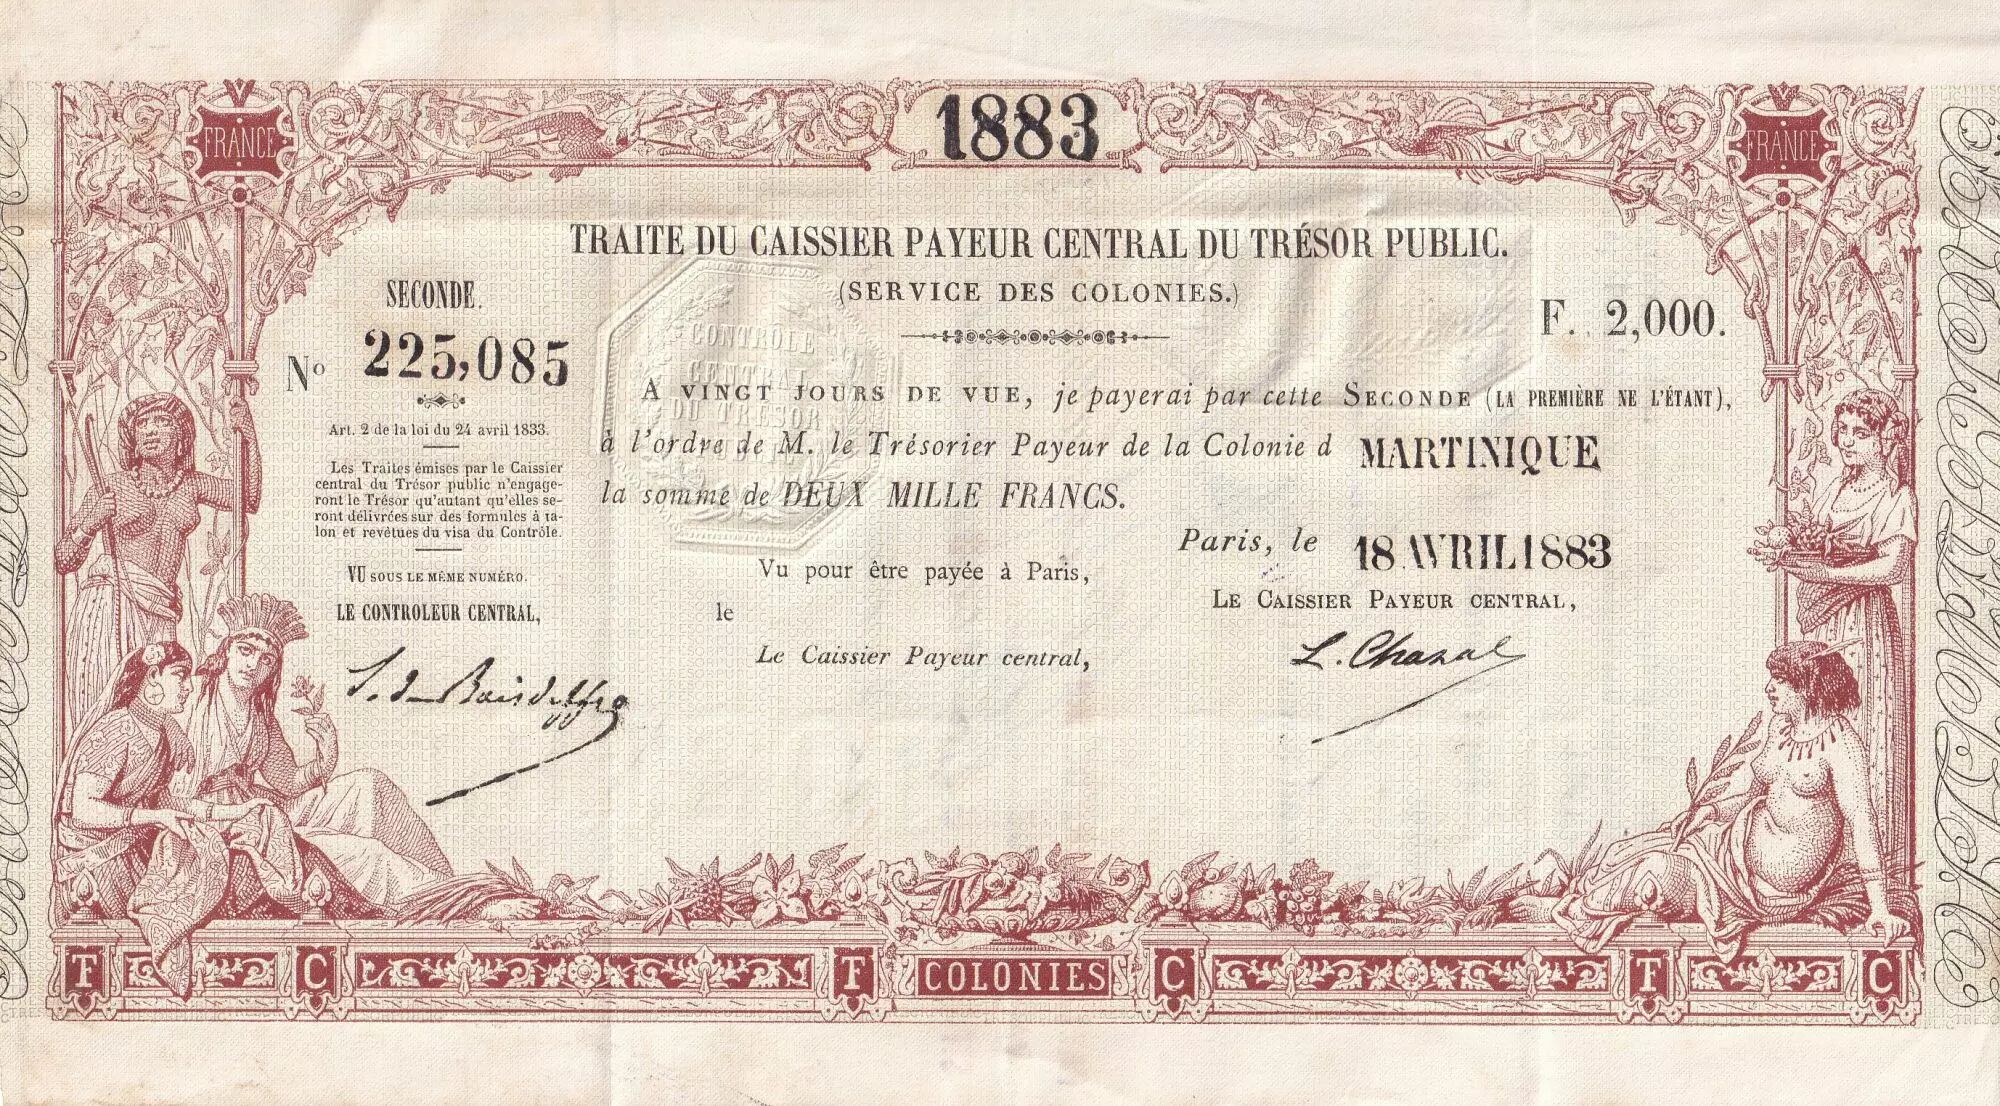 1883
FRANCE
FRANCE
TRAITE DU CAISSIER PAYEUR CENTRAL DU TRÉSOR PUBLIC.
(SERVICE DES COLONIES.)
SECONDE.
No 225,085
F. 2,000.
Art. 2 de la loi du 24 avril 1833.
Les Traites émises par le Caissier
central du Trésor public n'engage-
ront le Trésor qu'autant qu'elles se-
ront délivrées sur des formules à ta-
lon et revêtues du visa du Contrôle.
VU SOUS LE MÊME NUMÉRO.
LE CONTROLEUR CENTRAL,
CONTRÔLE
CENTRAL
DU TRESOR
A VINGT JOURS DE VUE, je payerai par cette SECONDE (LA PREMIÈRE NE L'ÉTANT),
à l'ordre de M. le Trésorier Payeur de la Colonie d MARTINIQUE
la somme de DEUX MILLE FRANCS.
Paris, le 18 AVRIL 1883
LE CAISSIER PAYEUR CENTRAL,
L. Chazal
Vu pour être payée à Paris,
le
Le Caissier Payeur central,
T C T COLONIES C T C